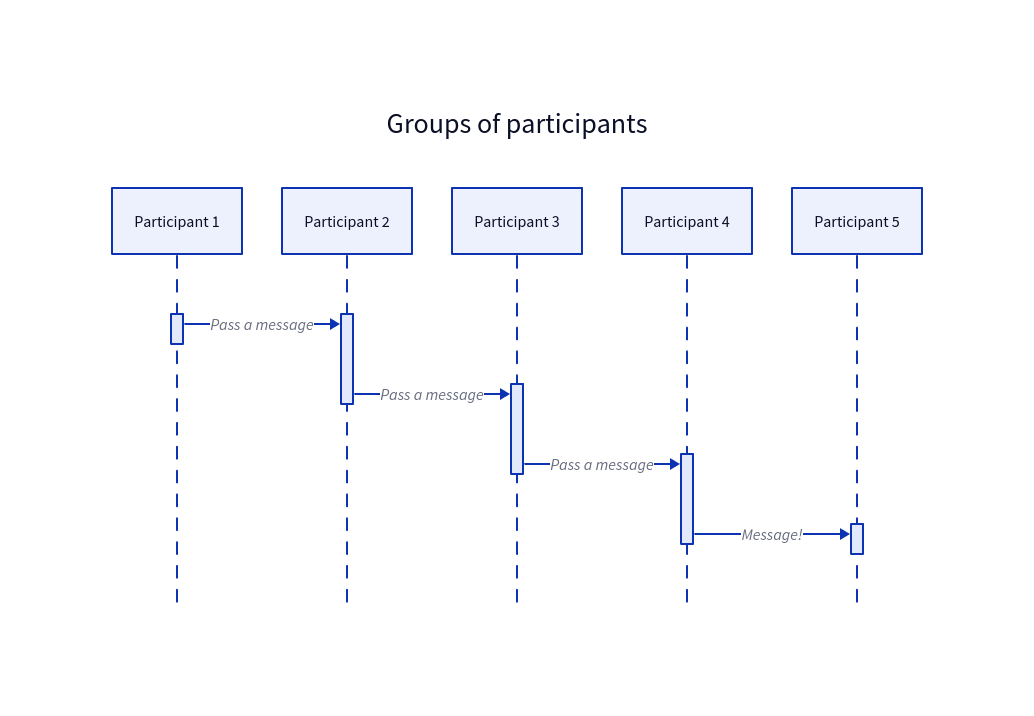 Groups of participants
Participant 1
Participant 2
Participant 3
Participant 4
Participant 5
Pass a message
Pass a message
Pass a message
Message!